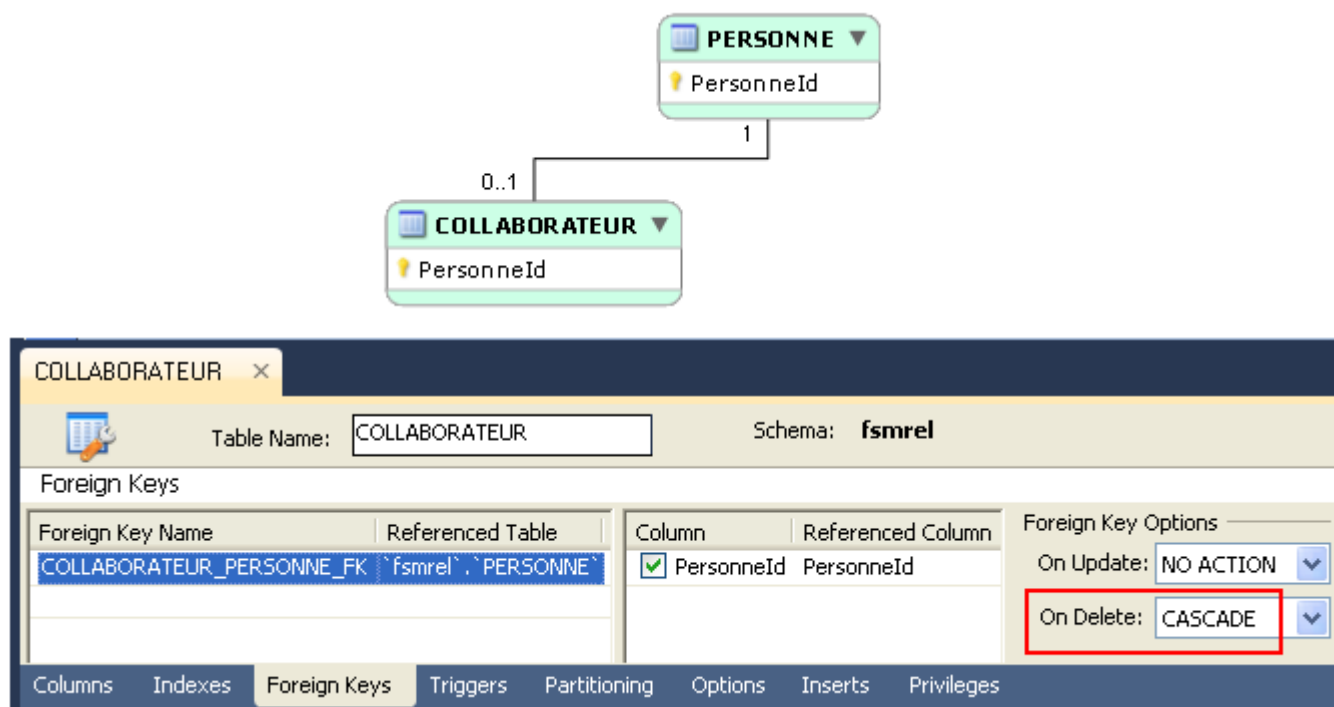 PERSONNE
PersonneId
1
0..1
COLLABORATEUR
PersonneId
COLLABORATEUR
Table Name: COLLABORATEUR Schema: fsmrel
Foreign Keys
Foreign Key Name Referenced Table Column Referenced Column Foreign Key Options
COLLABORATEUR_PERSONNE_FK `fsmrel`.`PERSONNE` PersonneId PersonneId On Update: NO ACTION
On Delete: CASCADE
Columns Indexes Foreign Keys Triggers Partitioning Options Inserts Privileges